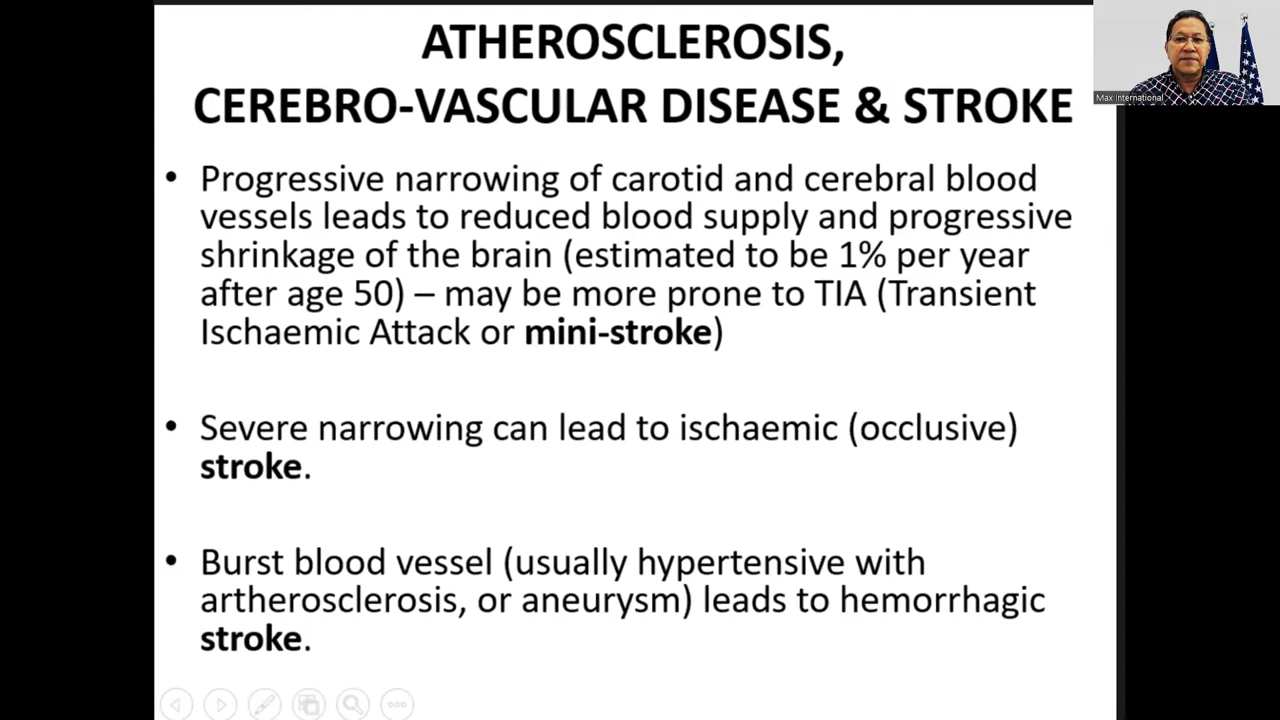 ATHEROSCLEROSIS,
CEREBRO-VASCULAR DISEASE & STROKE
• Progressive narrowing of carotid and cerebral blood
vessels leads to reduced blood supply and progressive
shrinkage of the brain (estimated to be 1% per year
after age 50) – may be more prone to TIA (Transient
Ischaemic Attack or mini-stroke)
• Severe narrowing can lead to ischaemic (occlusive)
stroke.
• Burst blood vessel (usually hypertensive with
artherosclerosis, or aneurysm) leads to hemorrhagic
stroke.
Max International